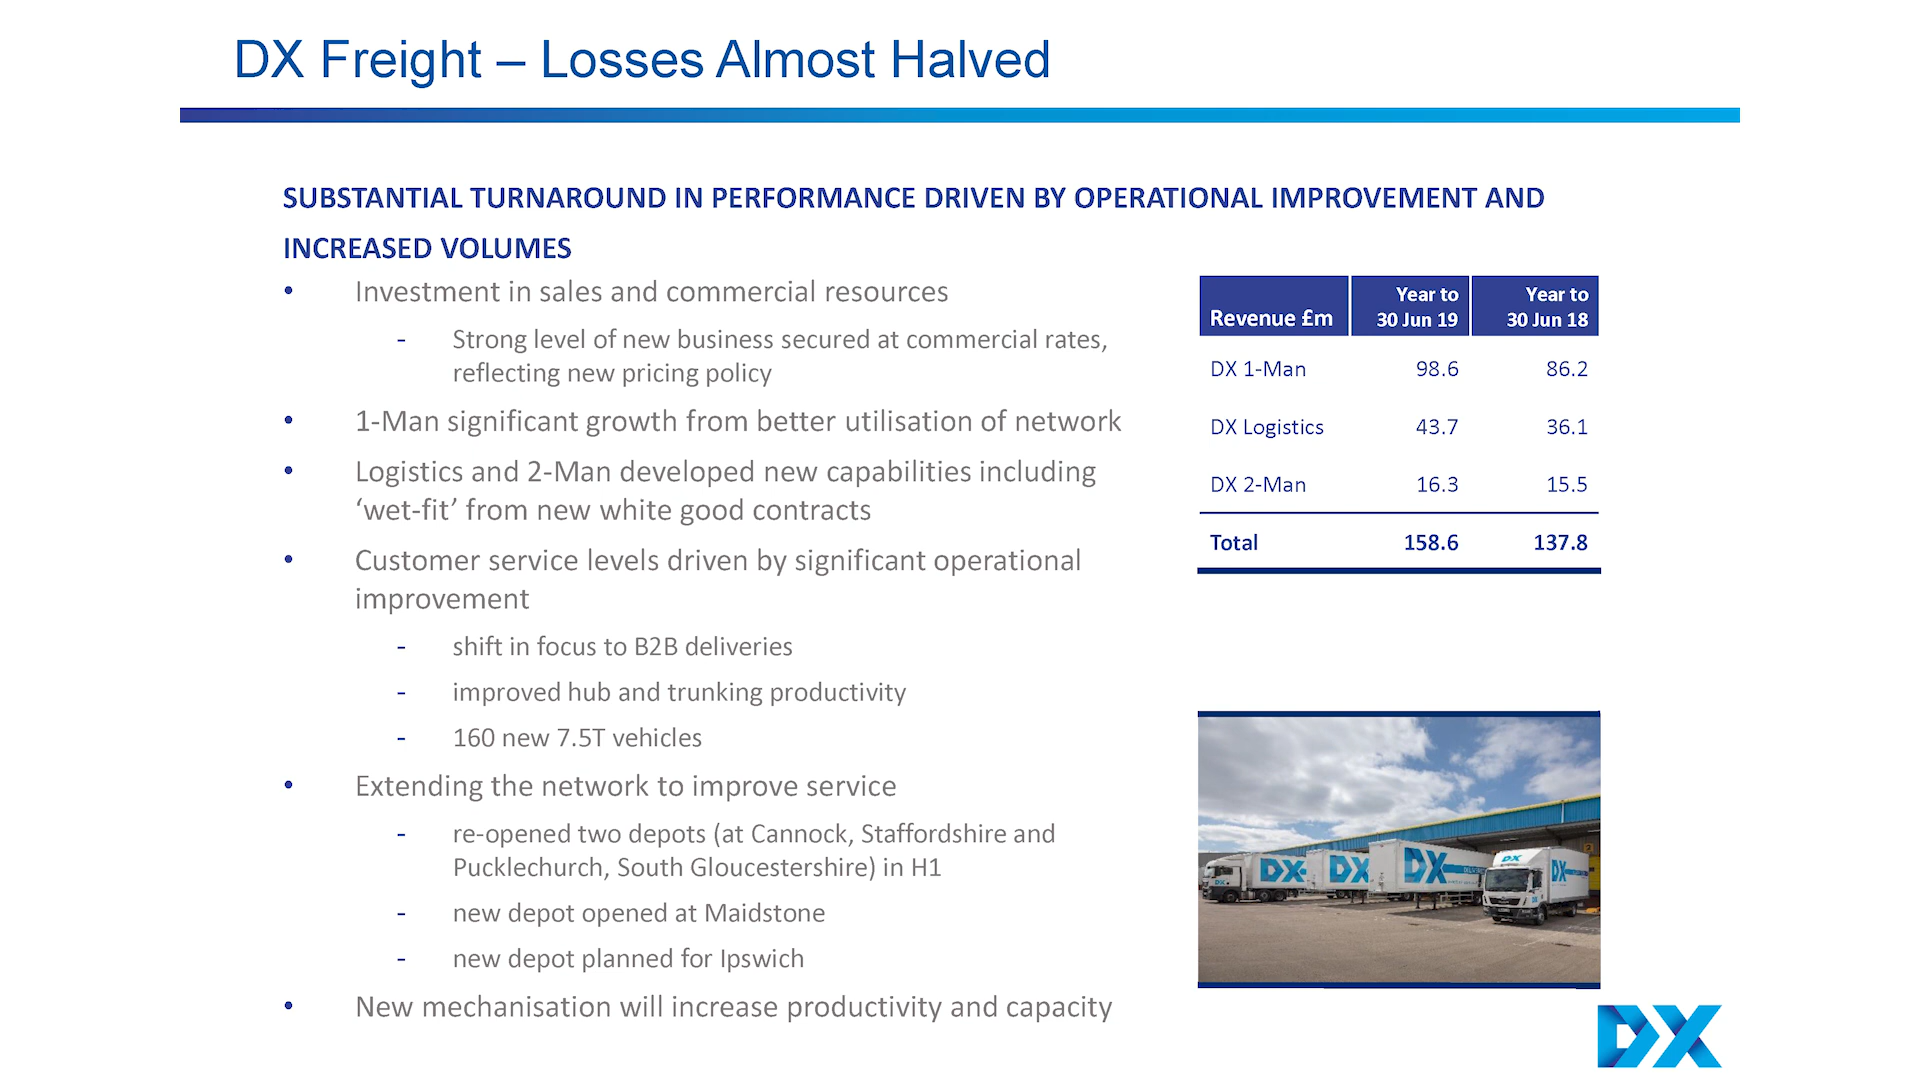 DX Freight – Losses Almost Halved
SUBSTANTIAL TURNAROUND IN PERFORMANCE DRIVEN BY OPERATIONAL IMPROVEMENT AND
INCREASED VOLUMES
• Investment in sales and commercial resources
- Strong level of new business secured at commercial rates,
reflecting new pricing policy
• 1-Man significant growth from better utilisation of network
• Logistics and 2-Man developed new capabilities including
‘wet-fit’ from new white good contracts
• Customer service levels driven by significant operational
improvement
- shift in focus to B2B deliveries
- improved hub and trunking productivity
- 160 new 7.5T vehicles
• Extending the network to improve service
- re-opened two depots (at Cannock, Staffordshire and
Pucklechurch, South Gloucestershire) in H1
- new depot opened at Maidstone
- new depot planned for Ipswich
• New mechanisation will increase productivity and capacity
Year to Year to
Revenue £m 30 Jun 19 30 Jun 18
DX 1-Man 98.6 86.2
DX Logistics 43.7 36.1
DX 2-Man 16.3 15.5
Total 158.6 137.8
DX DX DX DX DX
DX
DX